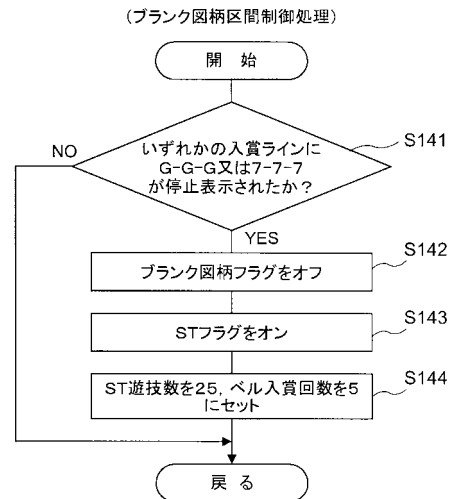 (ブランク図柄区間制御処理)
開 始
NO
いずれかの入賞ラインに
G-G-G又は7-7-7
が停止表示されたか?
S141
YES
ブランク図柄フラグをオフ
S142
STフラグをオン
S143
ST遊技数を25，ベル入賞回数を5
にセット
S144
戻 る